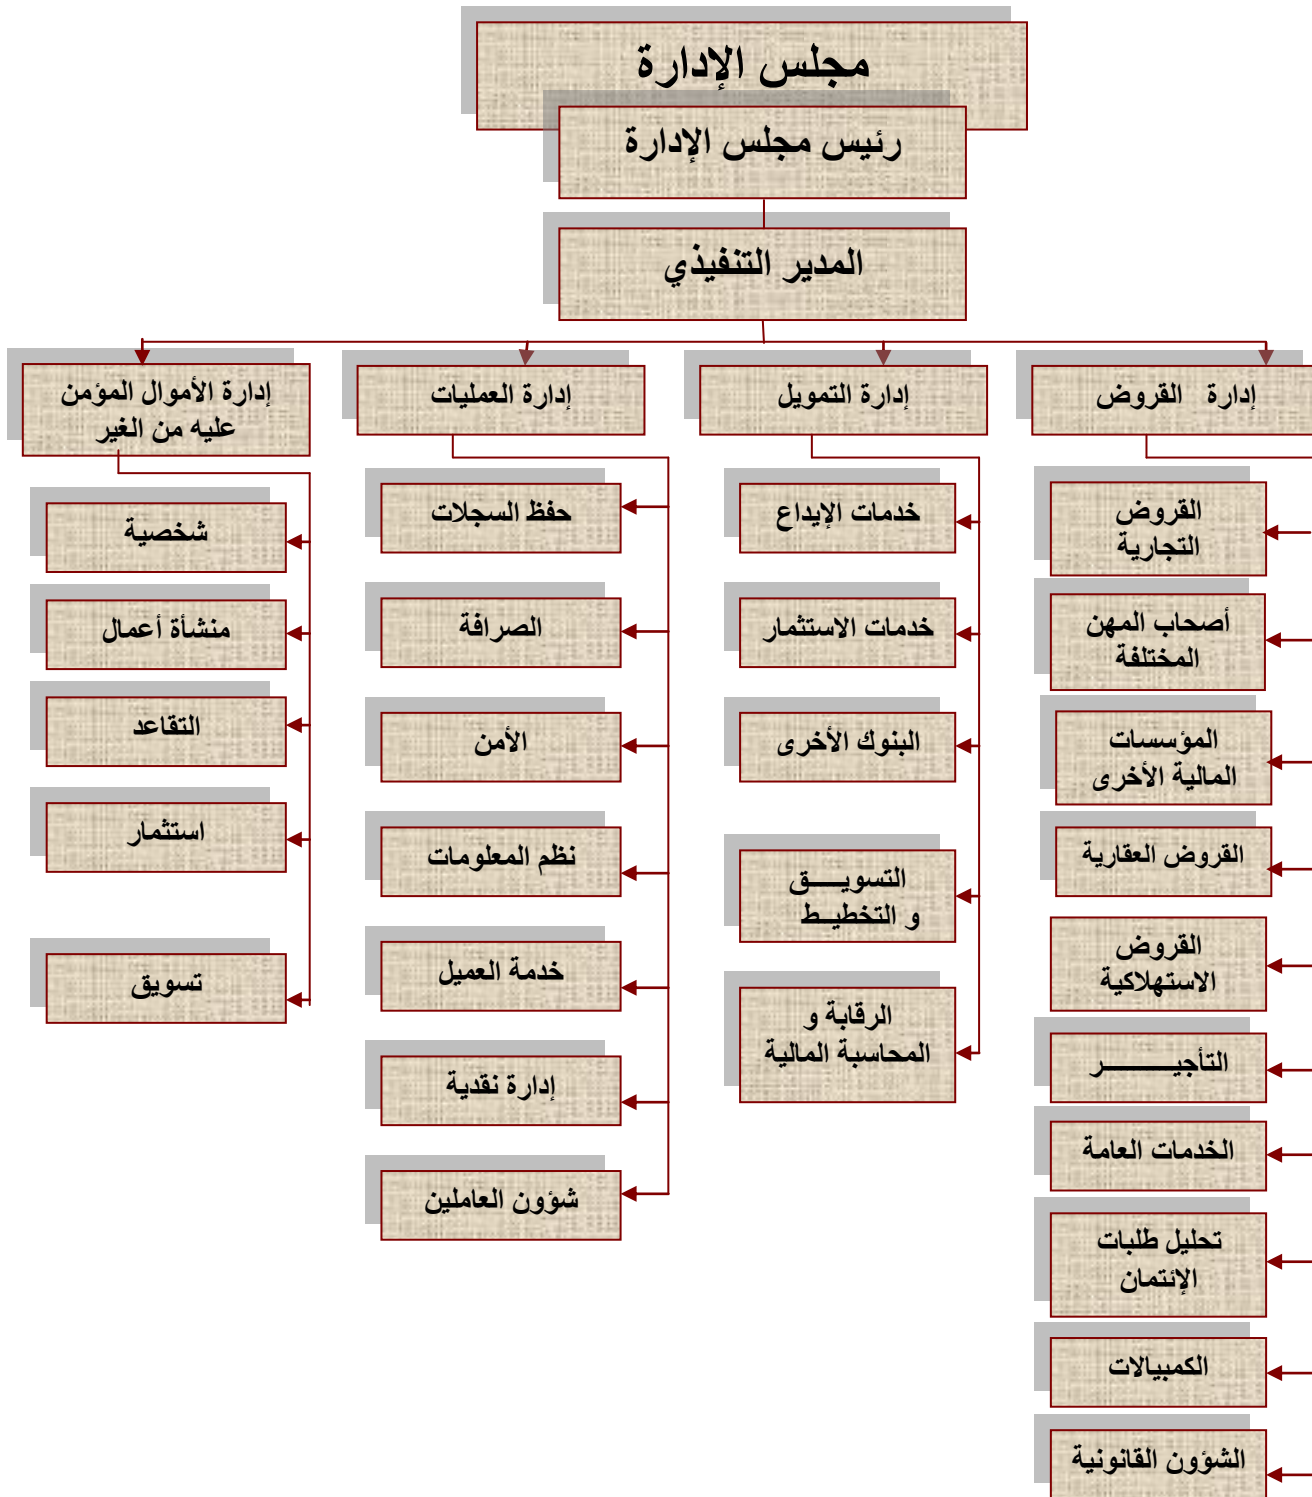 مجلس الإدارة
رئيس مجلس الإدارة
المدير التنفيذي
إدارة القروض
القروض
التجارية
أصحاب المهن
المختلفة
المؤسسات
المالية الأخرى
القروض العقارية
القروض
الاستهلاكية
التأجيــــــــر
الخدمات العامة
تحليل طلبات
الإئتمان
الكمبيالات
الشؤون القانونية
إدارة التمويل
خدمات الإيداع
خدمات الاستثمار
البنوك الأخرى
التسويـــــق
و التخطيـط
الرقابة و
المحاسبة المالية
إدارة العمليات
حفظ السجلات
الصرافة
الأمن
نظم المعلومات
خدمة العميل
إدارة نقدية
شؤون العاملين
إدارة الأموال المؤمن
عليه من الغير
شخصية
منشأة أعمال
التقاعد
استثمار
تسويق